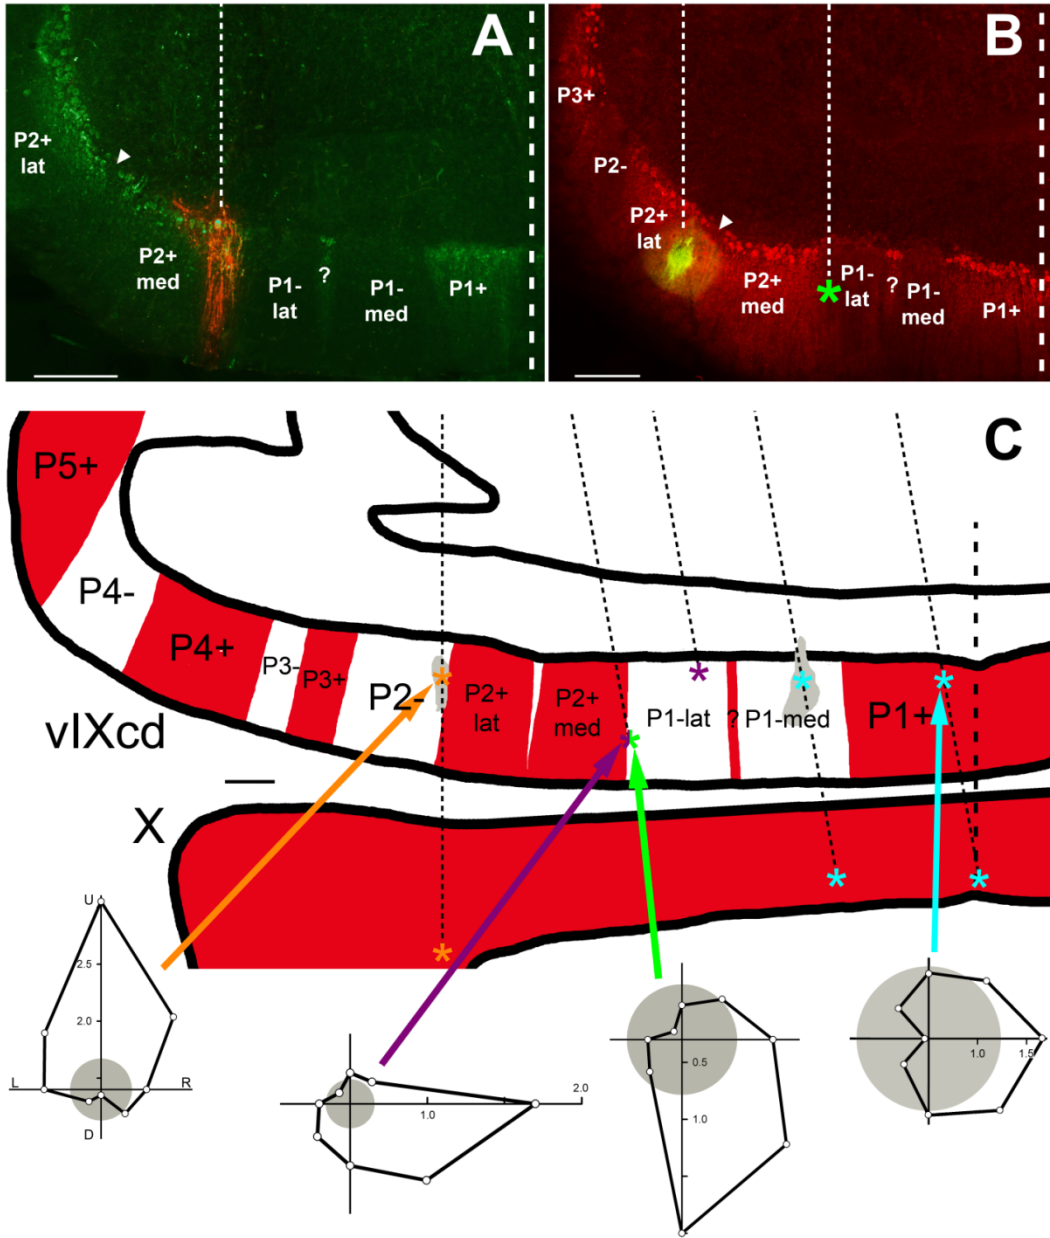 A
P2+
lat
P2+
med
P1-
lat
?
P1-
med
P1+
B
P3+
P2-
P2+
lat
P2+
med
*
P1-
lat
?
P1-
med
P1+
C
P5+
P4-
P4+
P3-
P3+
P2-
P2+
lat
P2+
med
P1-lat
?
P1-med
P1+
vIXcd
X
U
2.5
2.0
L
R
D
1.0
2.0
0.5
1.0
1.0
1.5